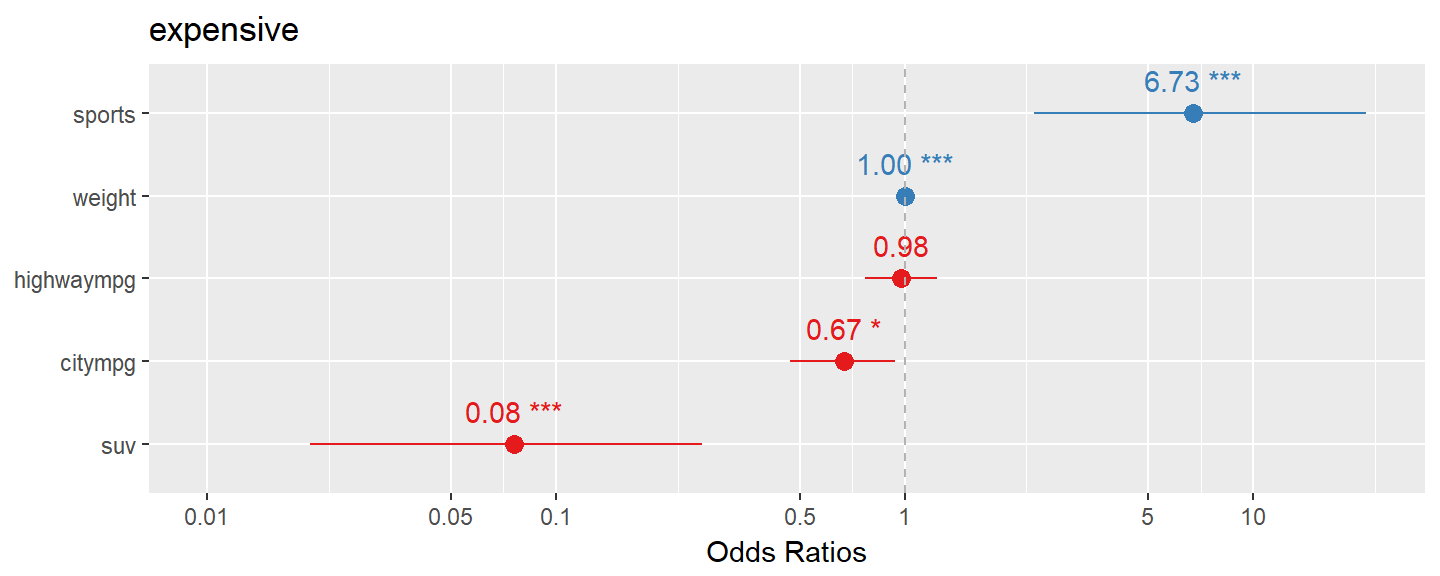 expensive
sports
6.73 ***
weight
1.00 ***
highwaympg
0.98
citympg
0.67 *
suv
0.08 ***
0.01 0.05 0.1 0.5 1 5 10
Odds Ratios